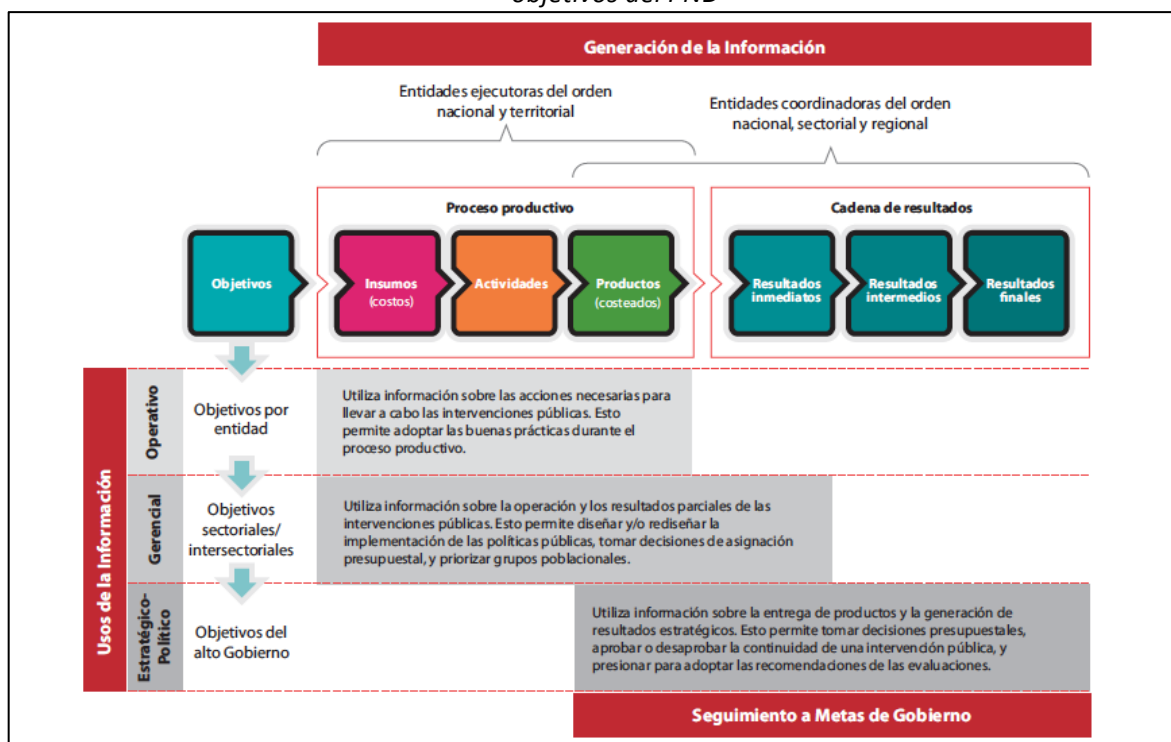 Objetivos del PND
Generación de la Información
Entidades ejecutoras del orden
nacional y territorial
Entidades coordinadoras del orden
nacional, sectorial y regional
Proceso productivo
Cadena de resultados
Objetivos
Insumos
(costos)
Actividades
Productos
(costeados)
Resultados
inmediatos
Resultados
intermedios
Resultados
finales
Usos de la Información
Operativo
Objetivos por
entidad
Utiliza información sobre las acciones necesarias para
llevar a cabo las intervenciones públicas. Esto
permite adoptar las buenas prácticas durante el
proceso productivo.
Gerencial
Objetivos
sectoriales/
intersectoriales
Utiliza información sobre la operación y los resultados parciales de las
intervenciones públicas. Esto permite diseñar y/o rediseñar la
implementación de las políticas públicas, tomar decisiones de asignación
presupuestal, y priorizar grupos poblacionales.
Estratégico-
Político
Objetivos del
alto Gobierno
Utiliza información sobre la entrega de productos y la generación de
resultados estratégicos. Esto permite tomar decisiones presupuestales,
aprobar o desaprobar la continuidad de una intervención pública, y
presionar para adoptar las recomendaciones de las evaluaciones.
Seguimiento a Metas de Gobierno